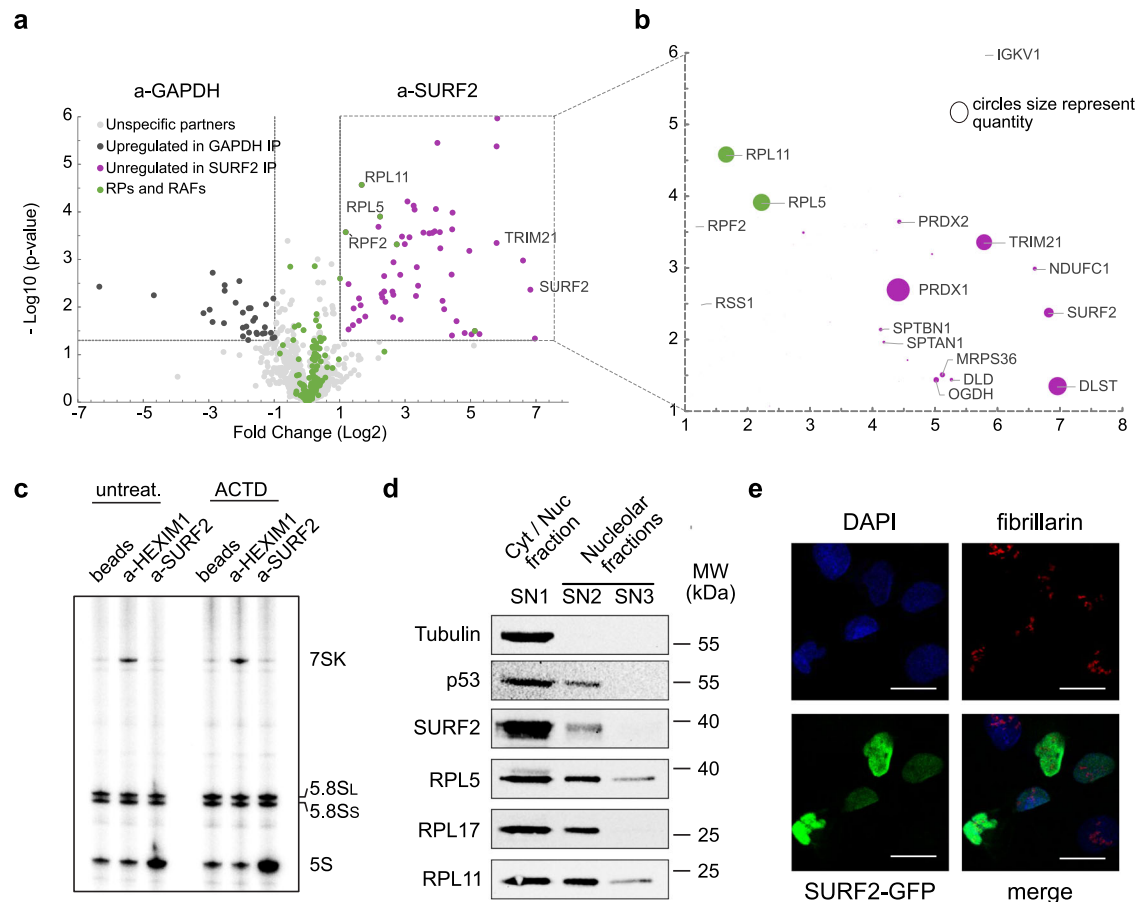 a
a-GAPDH
a-SURF2
Unspecific partners
Upregulated in GAPDH IP
Unregulated in SURF2 IP
RPs and RAFs
RPL11
RPL5
RPF2
TRIM21
SURF2
- Log10 (p-value)
6
5
4
3
2
1
0
-7
-5
-3
-1
1
3
5
7
Fold Change (Log2)
b
IGKV1
circles size represent
quantity
RPL11
RPL5
RPF2
PRDX2
TRIM21
NDUFC1
RSS1
PRDX1
SURF2
SPTBN1
SPTAN1
MRPS36
DLD
OGDH
DLST
6
5
4
3
2
1
1
2
3
4
5
6
7
8
c
untreat.
ACTD
beads
a-HEXIM1
a-SURF2
beads
a-HEXIM1
a-SURF2
7SK
5.8SL
5.8SS
5S
d
Cyt / Nuc
fraction
Nucleolar
fractions
MW
(kDa)
SN1
SN2
SN3
Tubulin
55
p53
55
SURF2
40
RPL5
40
RPL17
25
RPL11
25
e
DAPI
fibrillarin
SURF2-GFP
merge